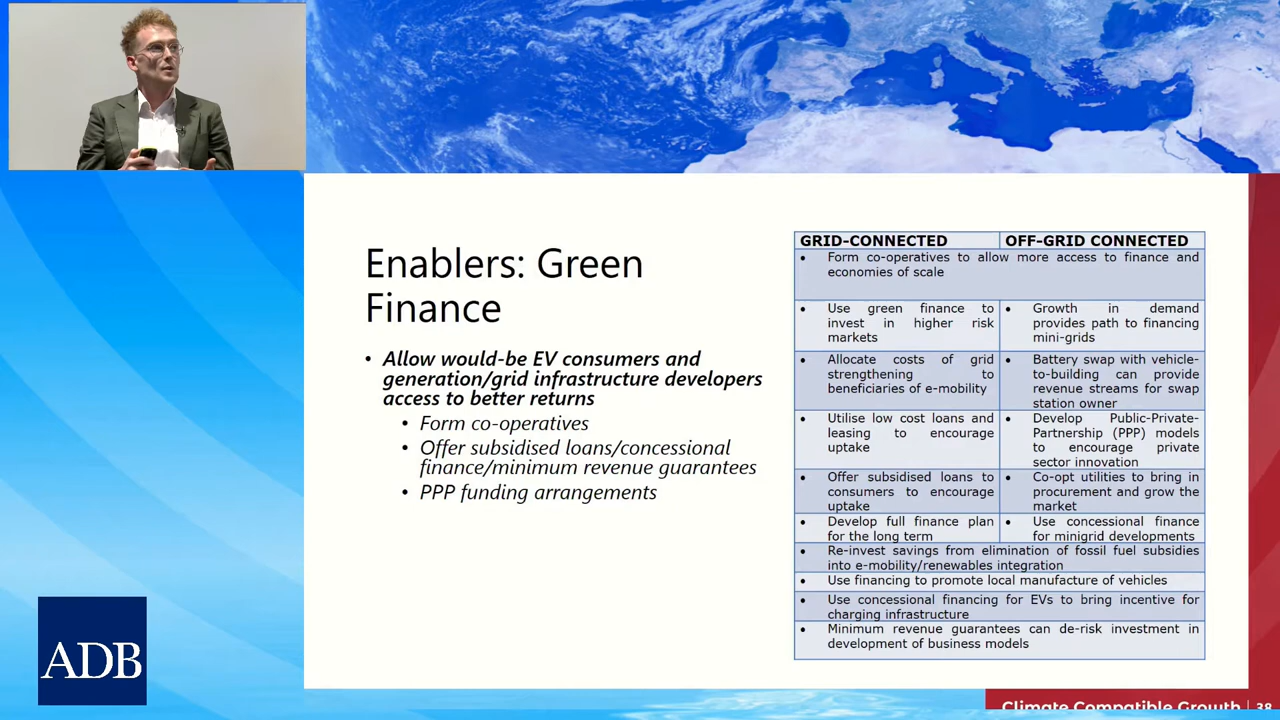 Enablers: Green
Finance
• Allow would-be EV consumers and
generation/grid infrastructure developers
access to better returns
• Form co-operatives
• Offer subsidised loans/concessional
finance/minimum revenue guarantees
• PPP funding arrangements
GRID-CONNECTED
OFF-GRID CONNECTED
• Form co-operatives to allow more access to finance and
economies of scale
• Use green finance to
invest in higher risk
markets
• Growth in demand
provides path to financing
mini-grids
• Allocate costs of grid
strengthening to
beneficiaries of e-mobility
• Battery swap with vehicle-
to-building can provide
revenue streams for swap
station owner
• Utilise low cost loans and
leasing to encourage
uptake
• Develop Public-Private-
Partnership (PPP) models
to encourage private
sector innovation
• Offer subsidised loans to
consumers to encourage
uptake
• Co-opt utilities to bring in
procurement and grow the
market
• Develop full finance plan
for the long term
• Use concessional finance
for minigrid developments
• Re-invest savings from elimination of fossil fuel subsidies
into e-mobility/renewables integration
• Use financing to promote local manufacture of vehicles
• Use concessional financing for EVs to bring incentive for
charging infrastructure
• Minimum revenue guarantees can de-risk investment in
development of business models
ADB
Climate Compatible Growth | 38